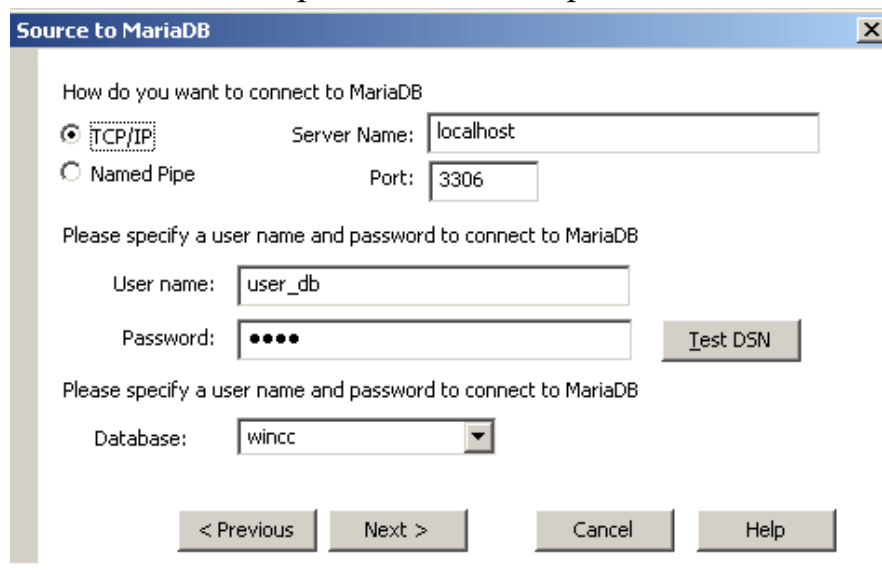 Source to MariaDB
How do you want to connect to MariaDB
TCP/IP Server Name: localhost
Named Pipe Port: 3306
Please specify a user name and password to connect to MariaDB
User name: user_db
Password: ●●●● Test DSN
Please specify a user name and password to connect to MariaDB
Database: wincc
< Previous Next > Cancel Help